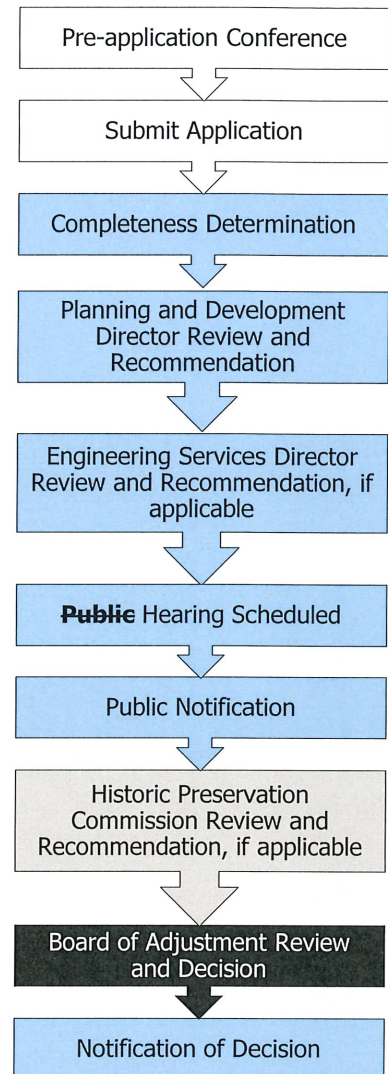 Pre-application Conference
Submit Application
Completeness Determination
Planning and Development
Director Review and
Recommendation
Engineering Services Director
Review and Recommendation, if
applicable
Public Hearing Scheduled
Public Notification
Historic Preservation
Commission Review and
Recommendation, if applicable
Board of Adjustment Review
and Decision
Notification of Decision